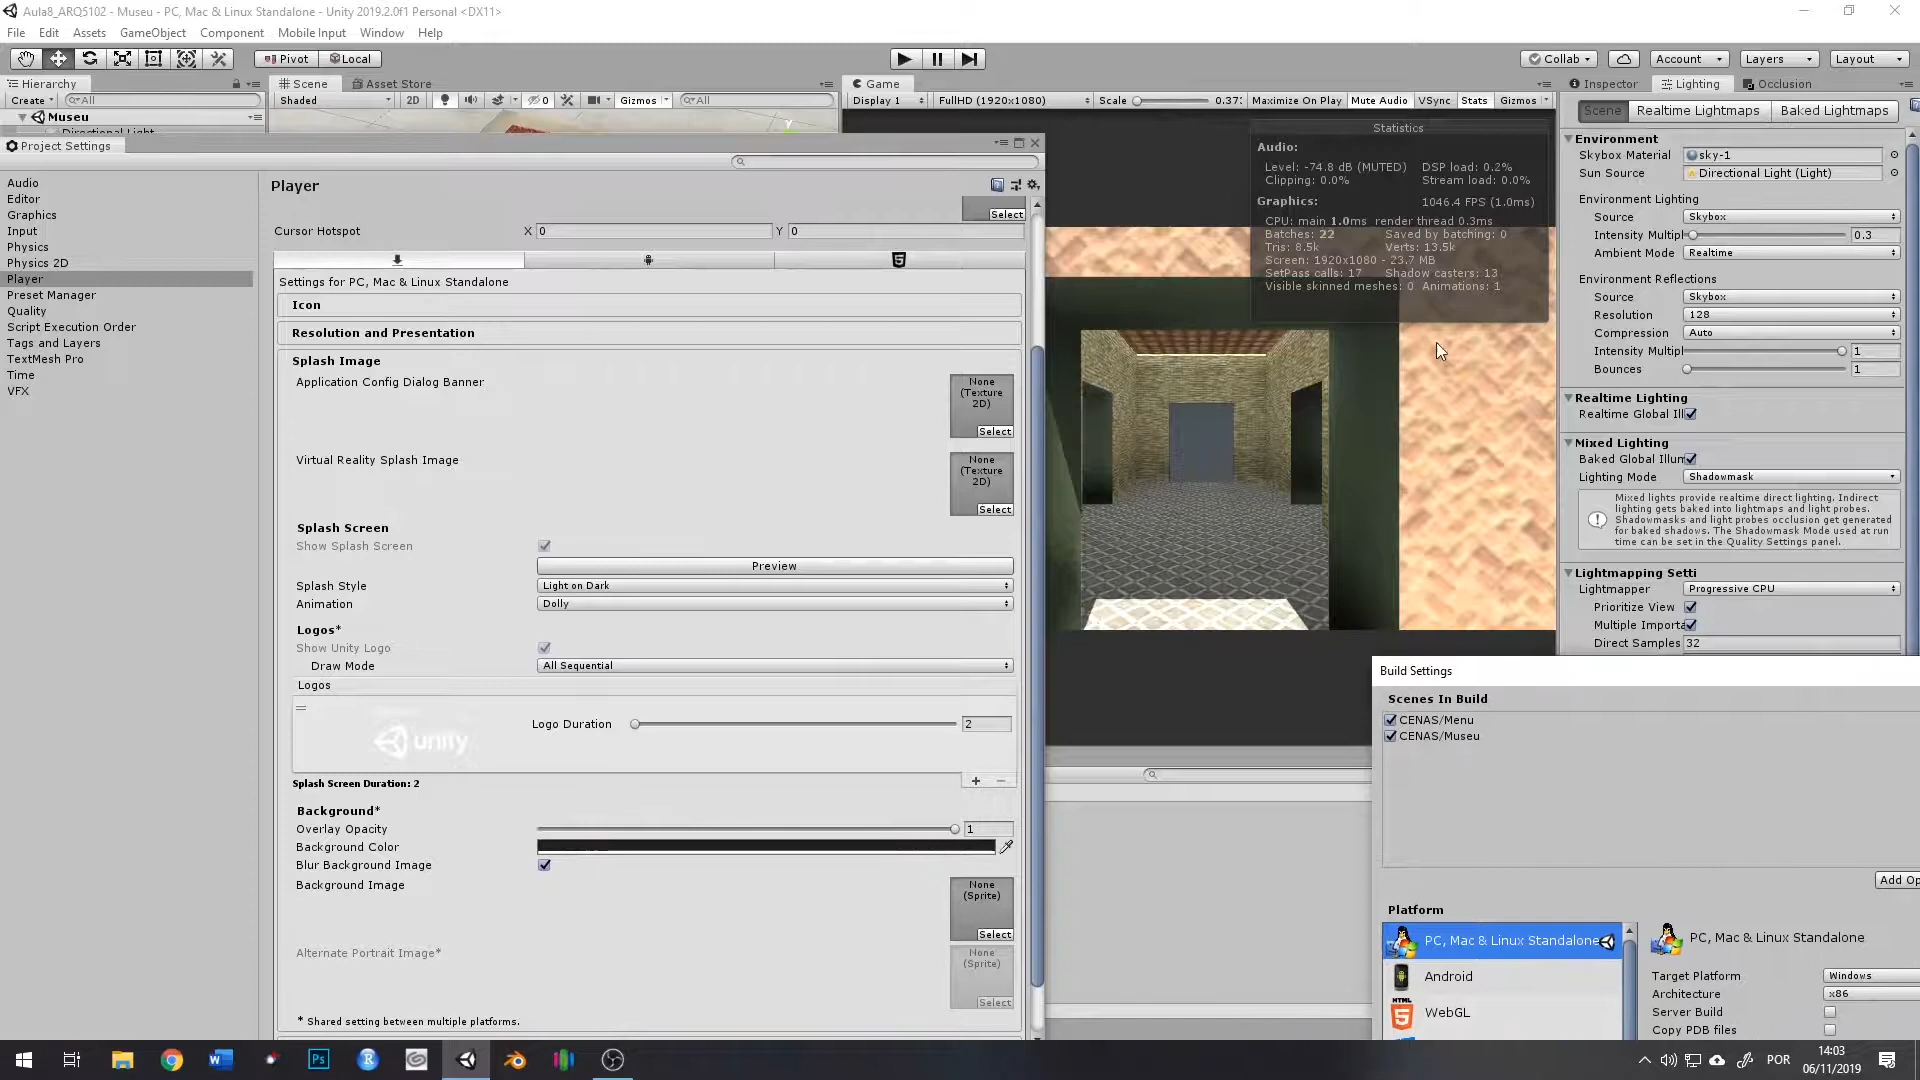 Aula8_ARQ5102 - Museu - PC, Mac & Linux Standalone - Unity 2019.2.0f1 Personal <DX11>
File Edit Assets GameObject Component Mobile Input Window Help
Pivot Local Collab Account Layers Layout
Hierarchy Scene Asset Store Game Inspector Lighting Occlusion
Create All Shaded 2D 0 Gizmos All Display 1 FullHD (1920x1080) Scale 0.37: Maximize On Play Mute Audio VSync Stats Gizmos
Scene Realtime Lightmaps Baked Lightmaps
Museu
Directional Light
Project Settings
Audio
Editor
Graphics
Input
Physics
Physics 2D
Player
Preset Manager
Quality
Script Execution Order
Tags and Layers
TextMesh Pro
Time
VFX
Player
Select
Cursor Hotspot X 0 Y 0
Settings for PC, Mac & Linux Standalone
Icon
Resolution and Presentation
Splash Image
Application Config Dialog Banner
None
(Texture
2D)
Select
Virtual Reality Splash Image
None
(Texture
2D)
Select
Splash Screen
Show Splash Screen
Preview
Splash Style Light on Dark
Animation Dolly
Logos*
Show Unity Logo
Draw Mode All Sequential
Logos
unity
Logo Duration 2
Splash Screen Duration: 2
Background*
Overlay Opacity 1
Background Color
Blur Background Image
Background Image
None
(Sprite)
Select
Alternate Portrait Image*
None
(Sprite)
Select
* Shared setting between multiple platforms.
Statistics
Audio:
Level: -74.8 dB (MUTED) DSP load: 0.2%
Clipping: 0.0% Stream load: 0.0%
Graphics: 1046.4 FPS (1.0ms)
CPU: main 1.0ms render thread 0.3ms
Batches: 22 Saved by batching: 0
Tris: 8.5k Verts: 13.5k
Screen: 1920x1080 - 23.7 MB
SetPass calls: 17 Shadow casters: 13
Visible skinned meshes: 0 Animations: 1
Environment
Skybox Material sky-1
Sun Source Directional Light (Light)
Environment Lighting
Source Skybox
Intensity Multipl 0.3
Ambient Mode Realtime
Environment Reflections
Source Skybox
Resolution 128
Compression Auto
Intensity Multipl 1
Bounces 1
Realtime Lighting
Realtime Global Ill
Mixed Lighting
Baked Global Illum
Lighting Mode Shadowmask
Mixed lights provide realtime direct lighting. Indirect
lighting gets baked into lightmaps and light probes.
Shadowmasks and light probes occlusion get generated
for baked shadows. The Shadowmask Mode used at run
time can be set in the Quality Settings panel.
Lightmapping Setti
Lightmapper Progressive CPU
Prioritize View
Multiple Importa
Direct Samples 32
Build Settings
Scenes In Build
CENAS/Menu
CENAS/Museu
Add Op
Platform
PC, Mac & Linux Standalone
Android
HTML
WebGL
PC, Mac & Linux Standalone
Target Platform Windows
Architecture x86
Server Build
Copy PDB files
POR
14:03
06/11/2019